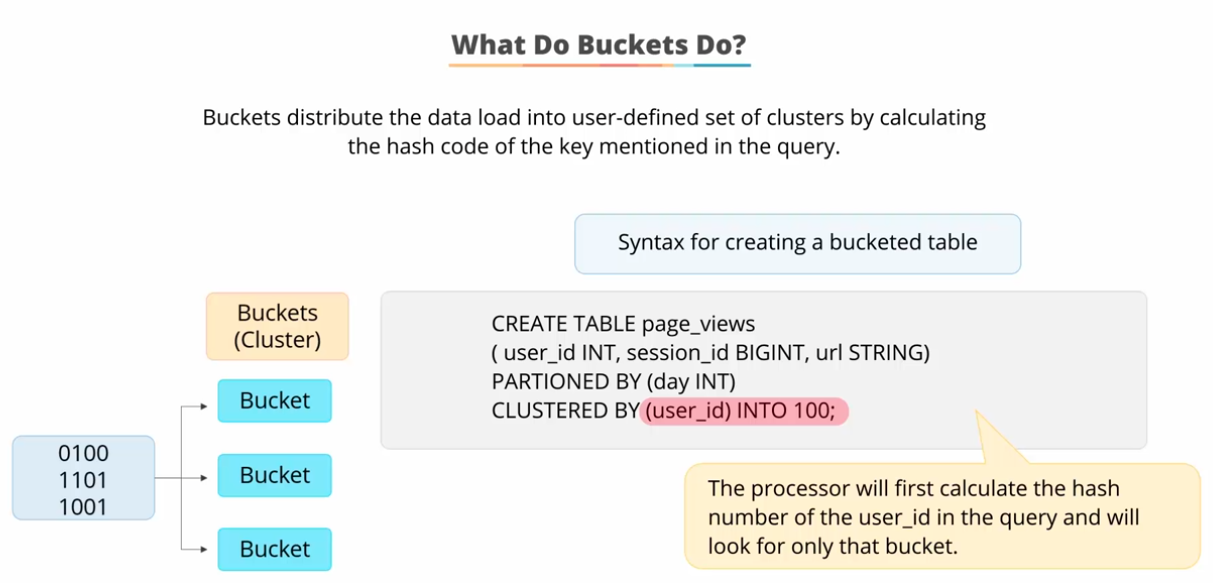 What Do Buckets Do?
Buckets distribute the data load into user-defined set of clusters by calculating
the hash code of the key mentioned in the query.
Syntax for creating a bucketed table
Buckets
(Cluster)
Bucket
Bucket
Bucket
0100
1101
1001
CREATE TABLE page_views
( user_id INT, session_id BIGINT, url STRING)
PARTIONED BY (day INT)
CLUSTERED BY (user_id) INTO 100;
The processor will first calculate the hash
number of the user_id in the query and will
look for only that bucket.